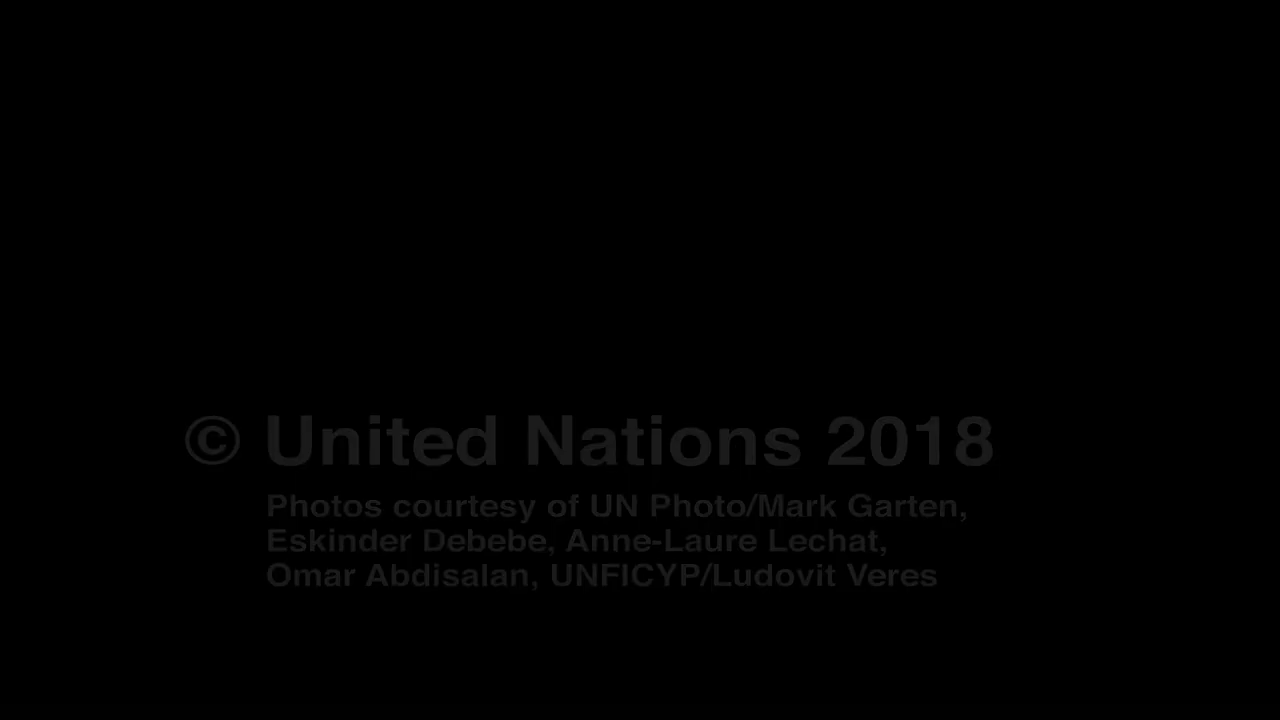 © United Nations 2018
Photos courtesy of UN Photo/Mark Garten,
Eskinder Debebe, Anne-Laure Lechat,
Omar Abdisalan, UNFICYP/Ludovit Veres